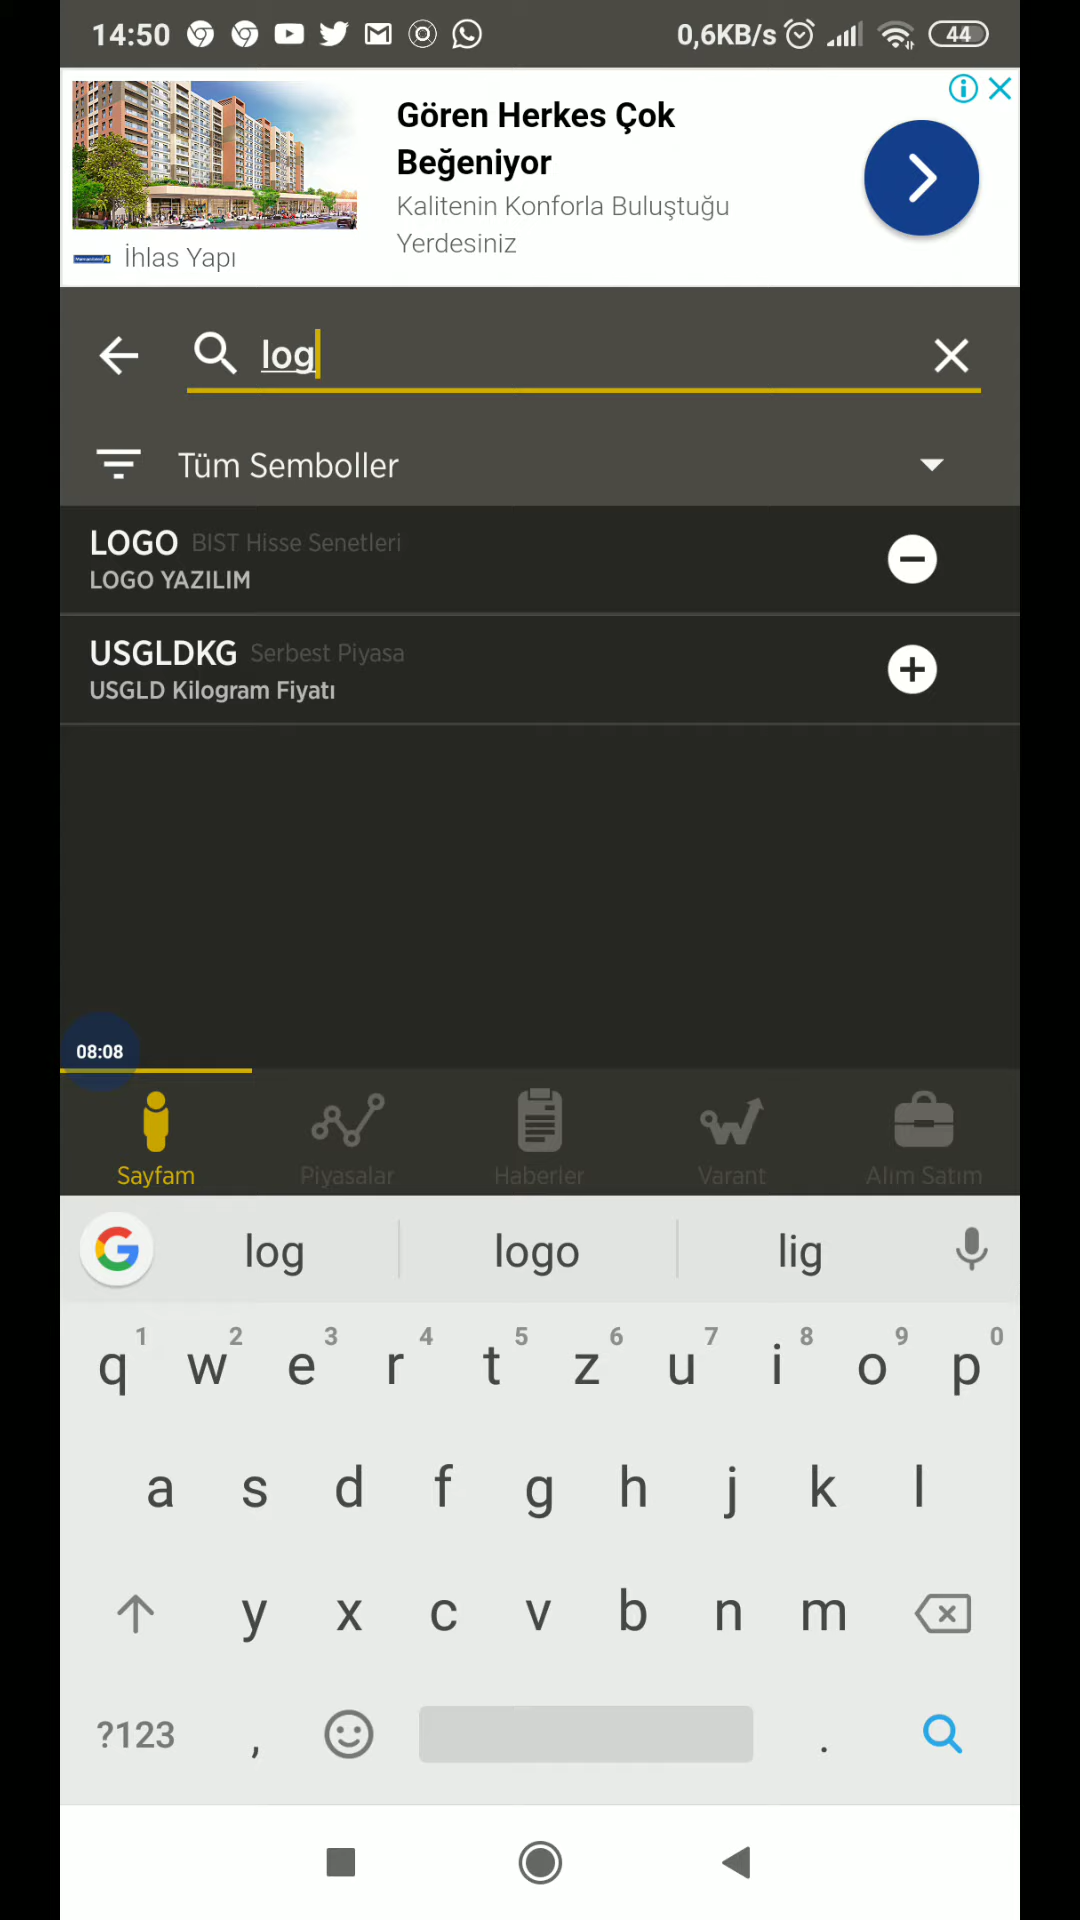 14:50 0,6KB/s 44
Gören Herkes Çok
Beğeniyor
Kalitenin Konforla Buluştuğu
Yerdesiniz
İhlas Yapı
log
Tüm Semboller
LOGO BIST Hisse Senetleri
LOGO YAZILIM
USGLDKG Serbest Piyasa
USGLD Kilogram Fiyatı
08:08
Sayfam Piyasalar Haberler Varant Alım Satım
log logo lig
1 2 3 4 5 6 7 8 9 0
q w e r t z u i o p
a s d f g h j k l
y x c v b n m
?123 , .